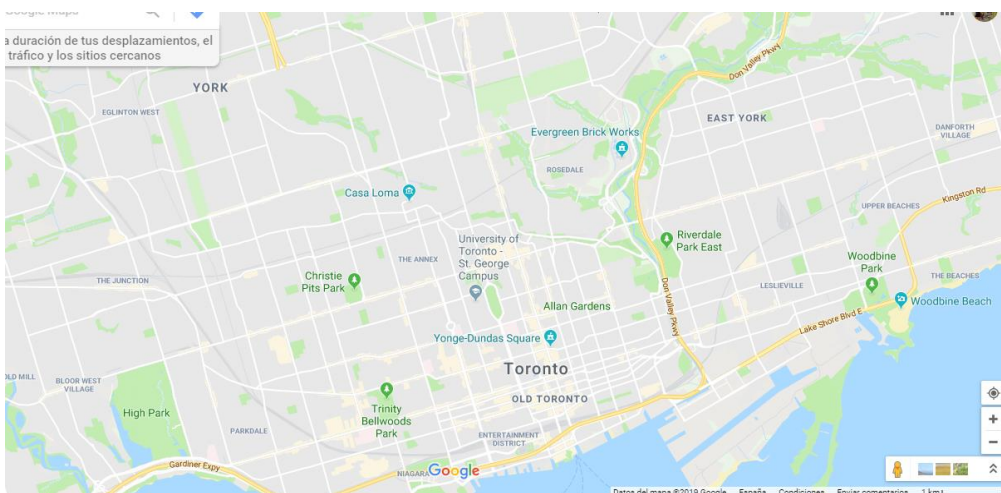 Google Maps
a duración de tus desplazamientos, el
tráfico y los sitios cercanos
YORK
EGLINTON WEST
Don Valley Pkwy
Don Valley Pkwy
EAST YORK
DANFORTH
VILLAGE
Evergreen Brick Works
ROSEDALE
Casa Loma
Kingston Rd
UPPER BEACHES
University of
Toronto -
St. George
Campus
THE ANNEX
Riverdale
Park East
Woodbine
Park
Christie
Pits Park
THE JUNCTION
Don Valley Pkwy
LESLIEVILLE
THE BEACHES
Woodbine Beach
Allan Gardens
Lake Shore Blvd E
Yonge-Dundas Square
Toronto
OLD TORONTO
OLD MILL
BLOOR WEST
VILLAGE
High Park
Trinity
Bellwoods
Park
PARKDALE
ENTERTAINMENT
DISTRICT
Gardiner Expy
NIAGARA
Google
Datos del mapa ©2019 Google España Condiciones Enviar comentarios 1 km